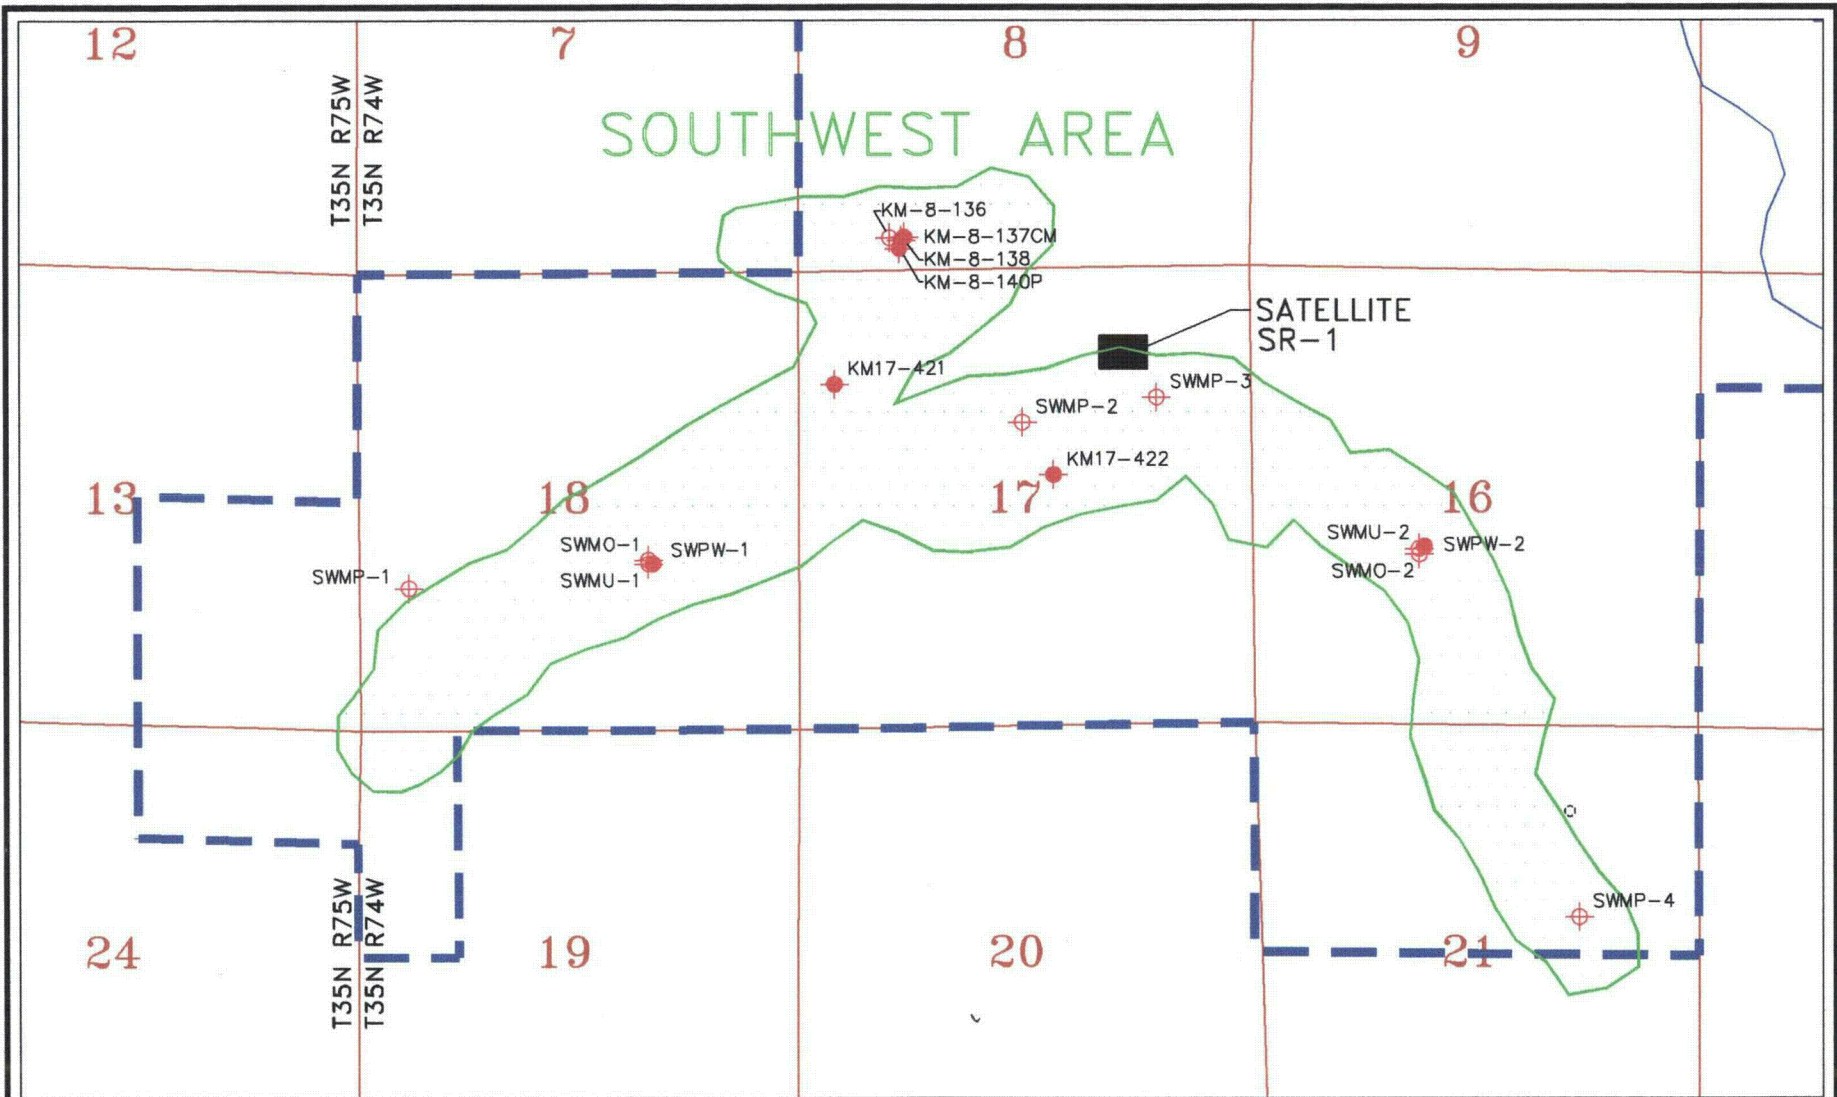 12
7
8
9
T35N R75W
T35N R74W
SOUTHWEST AREA
KM-8-136
KM-8-137CM
KM-8-138
KM-8-140P
SATELLITE
SR-1
KM17-421
SWMP-3
SWMP-2
KM17-422
13
18
17
16
SWMO-1
SWPW-1
SWMU-1
SWMP-1
SWMU-2
SWPW-2
SWMO-2
T35N R75W
T35N R74W
SWMP-4
24
19
20
21